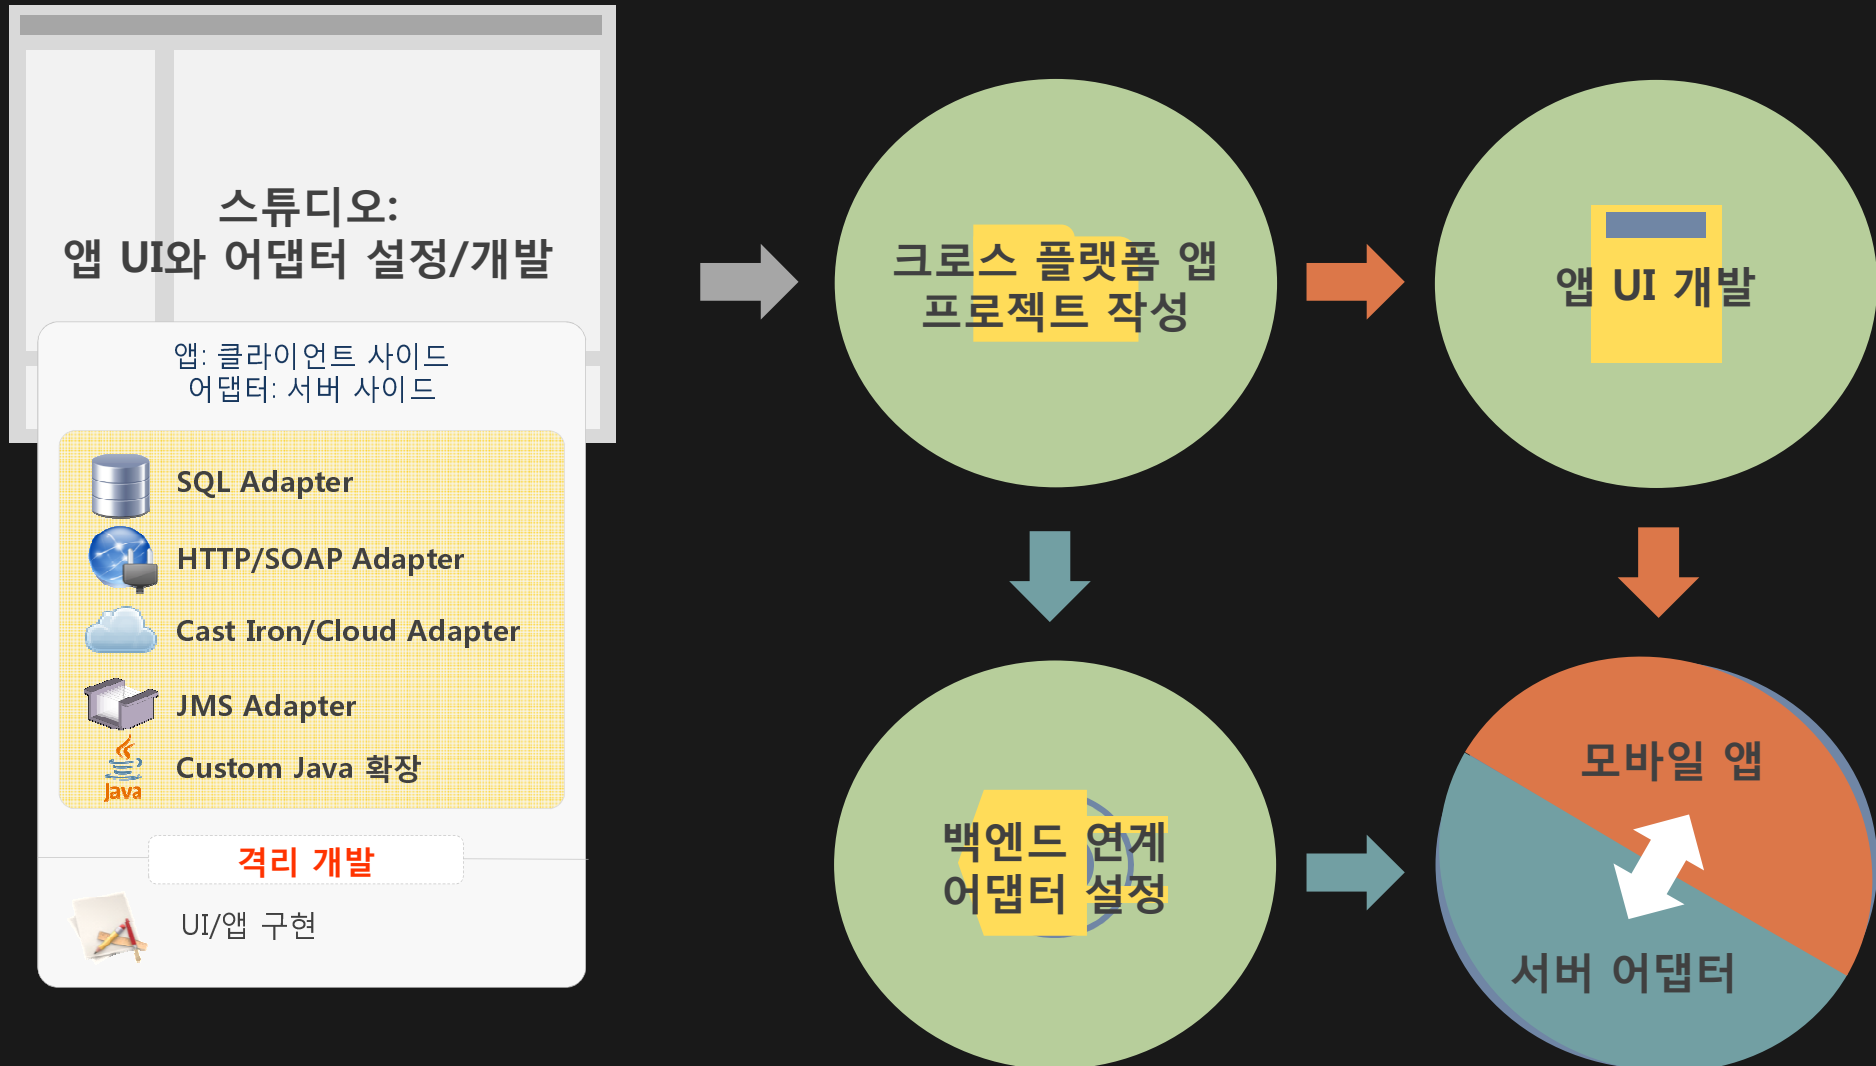 스튜디오:
앱 UI와 어댑터 설정/개발
앱: 클라이언트 사이드
어댑터: 서버 사이드
SQL Adapter
HTTP/SOAP Adapter
Cast Iron/Cloud Adapter
JMS Adapter
Java
Custom Java 확장
격리 개발
UI/앱 구현
크로스 플랫폼 앱
프로젝트 작성
앱 UI 개발
백엔드 연계
어댑터 설정
모바일 앱
서버 어댑터